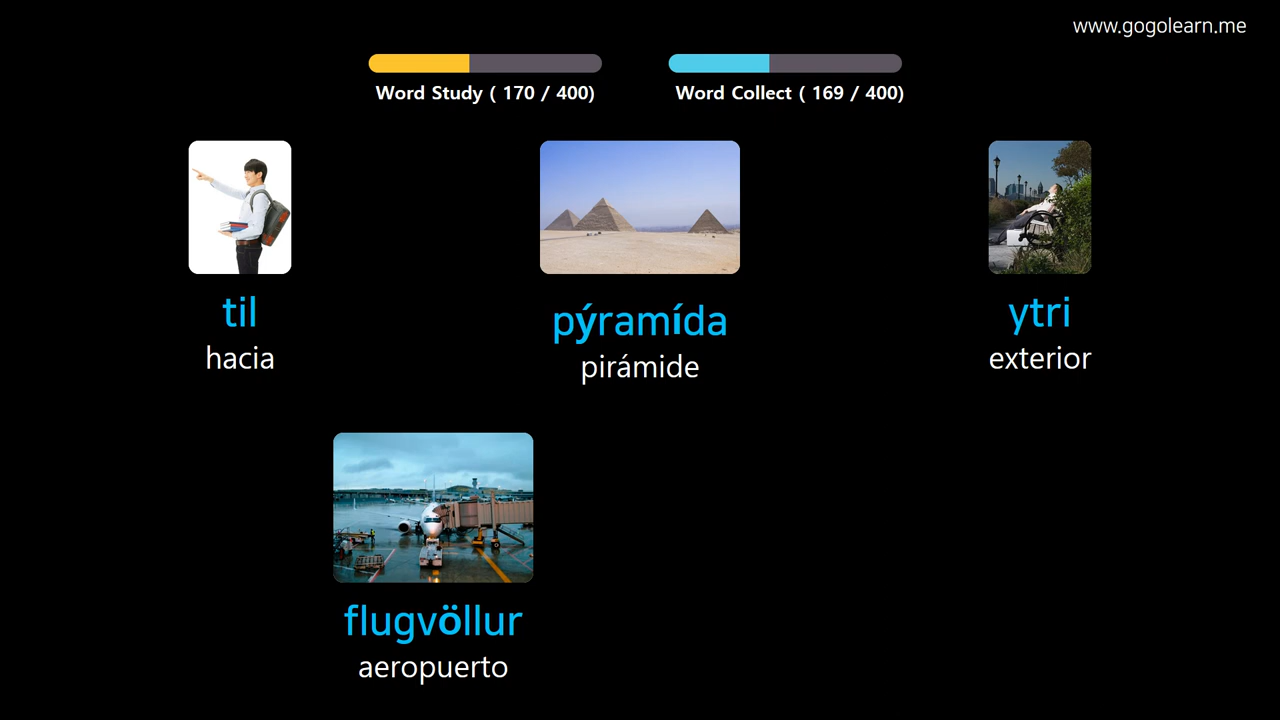 www.gogolearn.me
Word Study ( 170 / 400)
Word Collect ( 169 / 400)
til
hacia
pýramída
pirámide
ytri
exterior
flugvöllur
aeropuerto